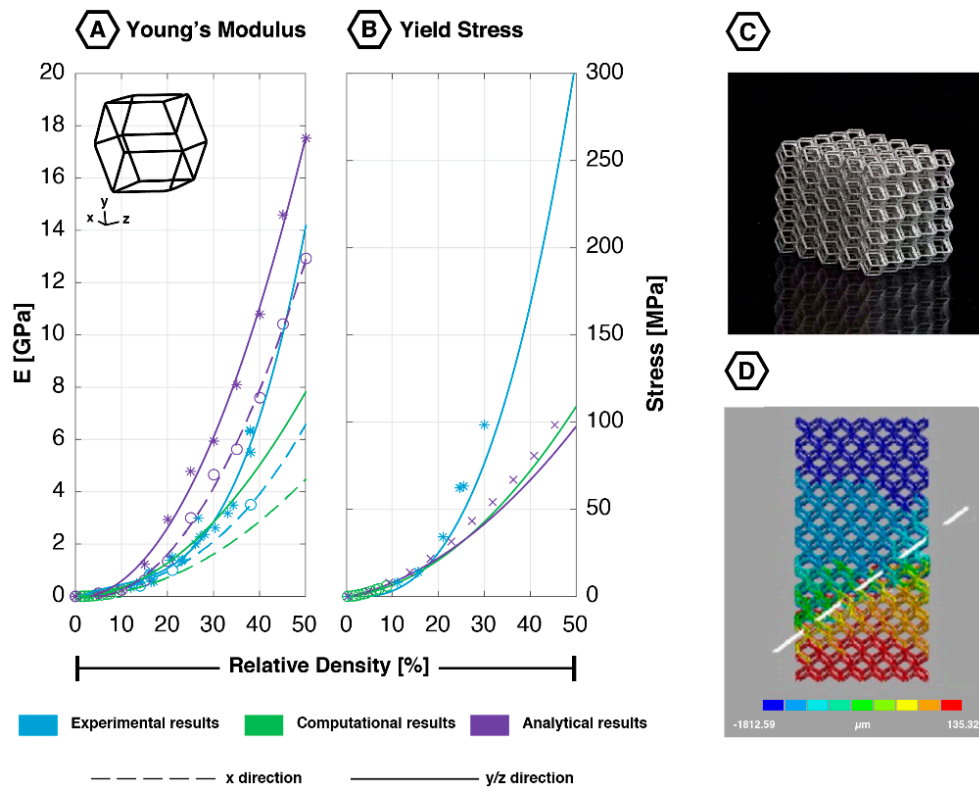 A Young's Modulus
B Yield Stress
C
20
18
16
14
12
10
8
6
4
2
0
E [GPa]
y
x z
0 10 20 30 40 50
300
250
200
150
100
50
0
Stress [MPa]
0 10 20 30 40 50
Relative Density [%]
D
-1812.59 µm 135.32
Experimental results Computational results Analytical results
x direction y/z direction